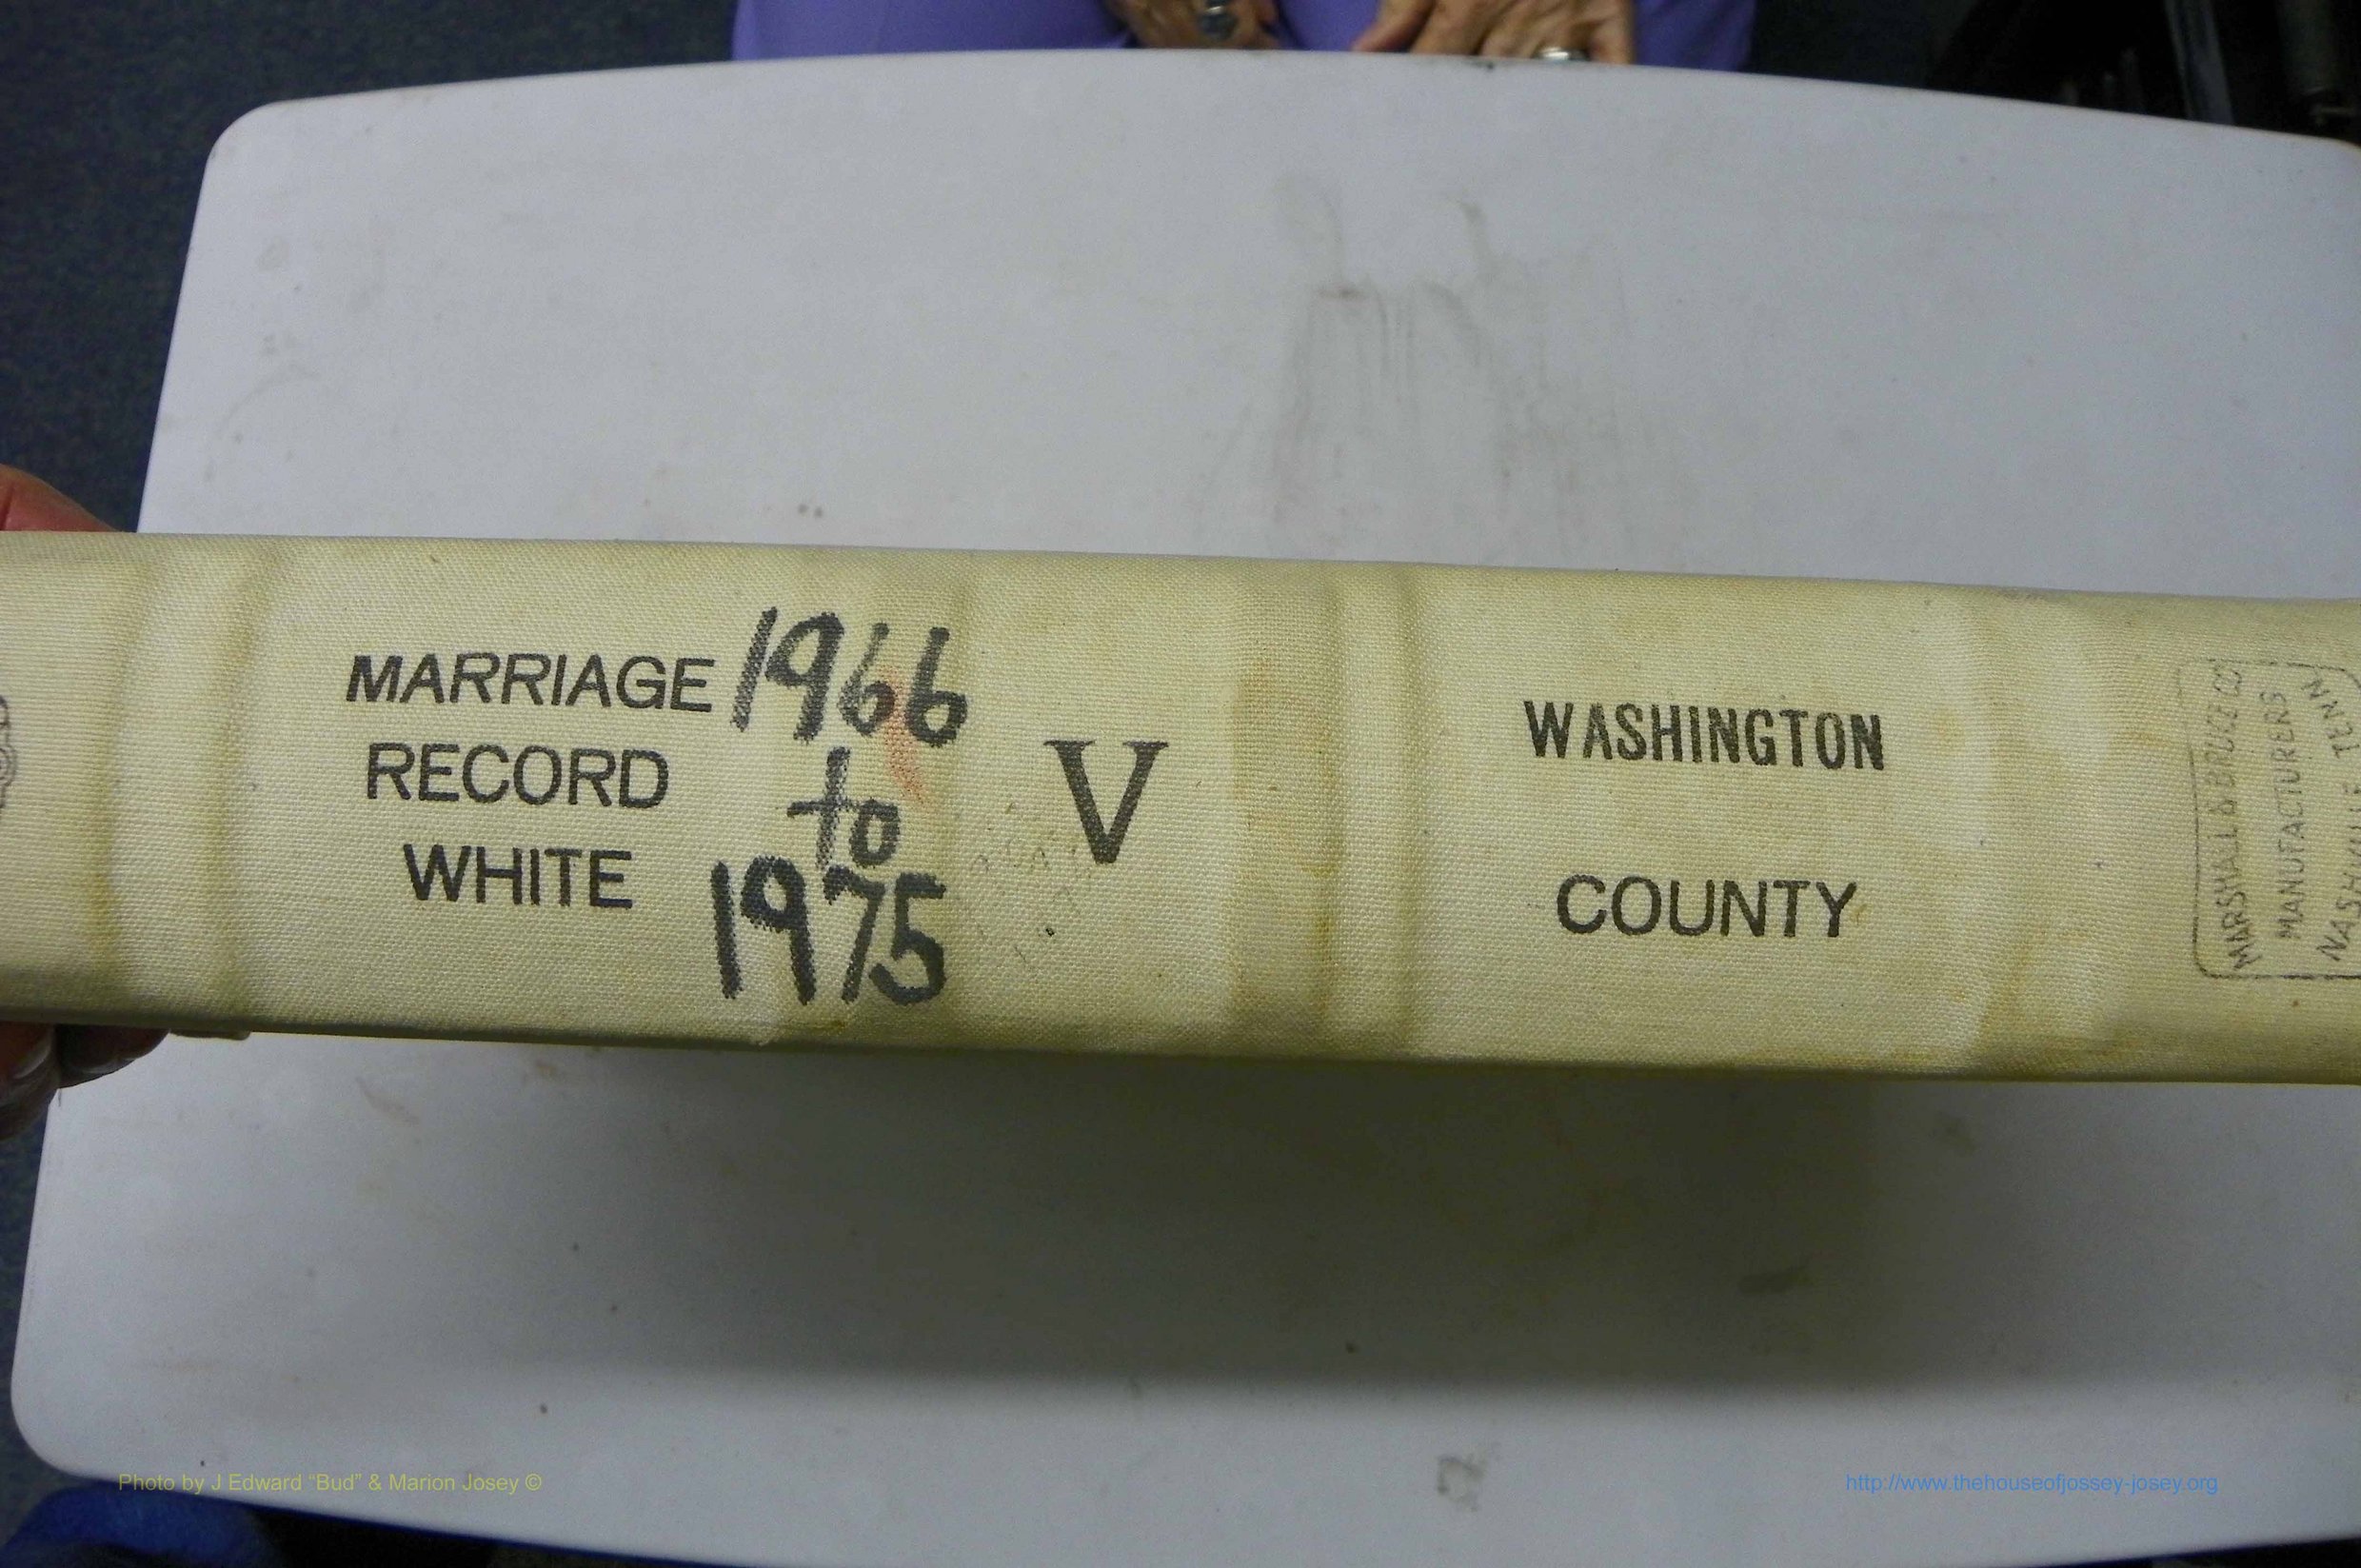 MARRIAGE
RECORD
WHITE
1966
to
1975
V
WASHINGTON
COUNTY
MARSHALL & BRUCE CO
MANUFACTURERS
NASHVILLE TENN
Photo by J Edward “Bud” & Marion Josey ©
http://www.thehouseofjossey-josey.org